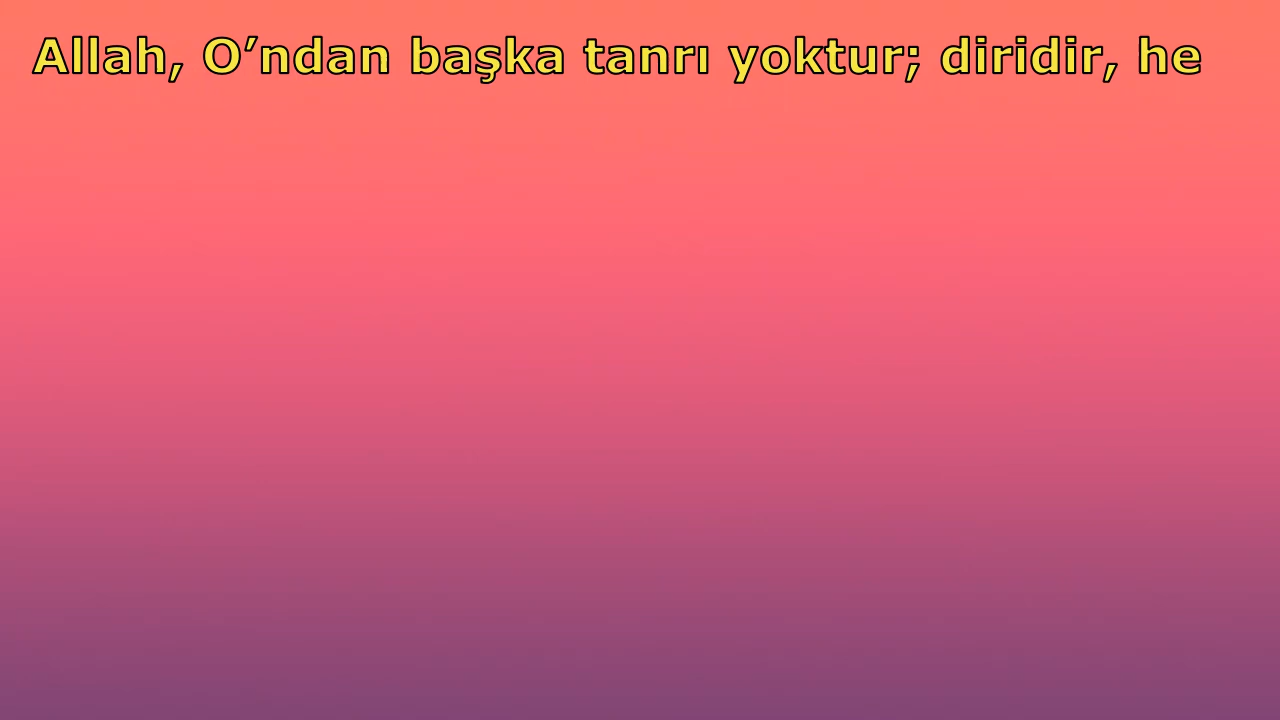 Allah, O’ndan başka tanrı yoktur; diridir, he